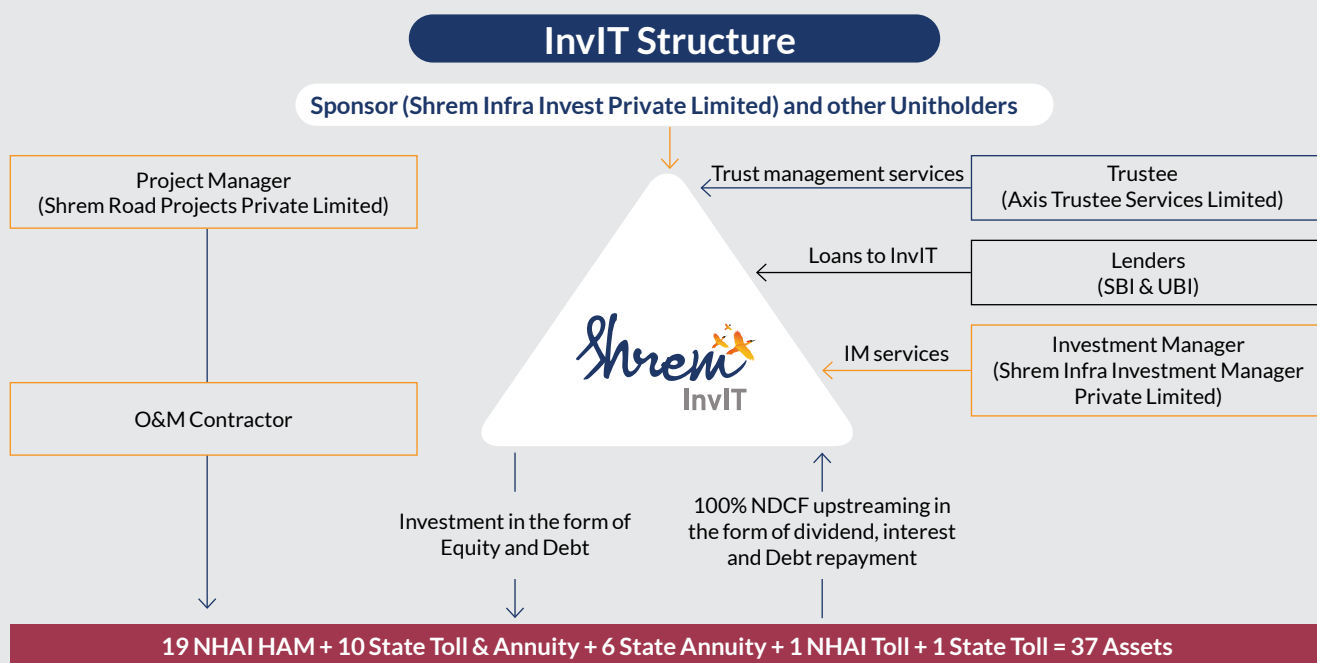 InvIT Structure
Sponsor (Shrem Infra Invest Private Limited) and other Unitholders
Project Manager
(Shrem Road Projects Private Limited)
Trust management services
Trustee
(Axis Trustee Services Limited)
Loans to InvIT
Lenders
(SBI & UBI)
Shrem
InvIT
IM services
Investment Manager
(Shrem Infra Investment Manager
Private Limited)
O&M Contractor
Investment in the form of
Equity and Debt
100% NDCF upstreaming in
the form of dividend, interest
and Debt repayment
19 NHAI HAM + 10 State Toll & Annuity + 6 State Annuity + 1 NHAI Toll + 1 State Toll = 37 Assets